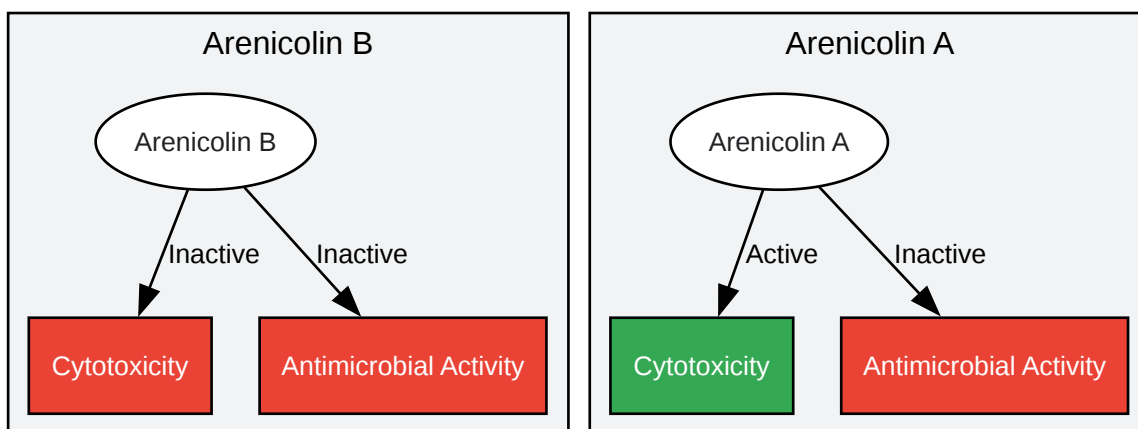 Arenicolin B
Arenicolin B
Inactive
Inactive
Cytotoxicity
Antimicrobial Activity
Arenicolin A
Arenicolin A
Active
Inactive
Cytotoxicity
Antimicrobial Activity